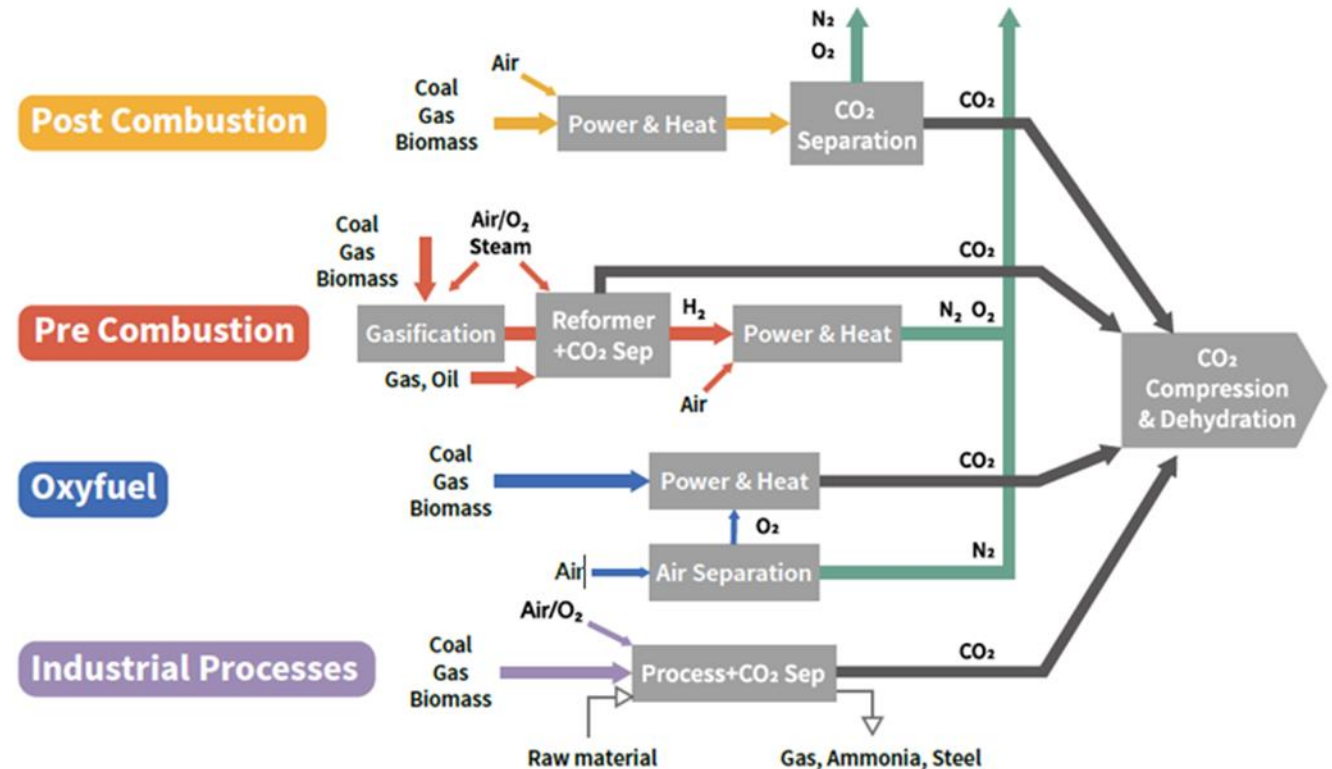 N₂
O₂
Air
Coal
Gas
Biomass
Post Combustion
Power & Heat
CO₂
Separation
CO₂
Coal
Gas
Biomass
Air/O₂
Steam
CO₂
Pre Combustion
Gasification
Reformer
+CO₂ Sep
H₂
Power & Heat
N₂ O₂
Gas, Oil
Air
CO₂
Compression
& Dehydration
Coal
Gas
Biomass
Oxyfuel
Power & Heat
CO₂
O₂
Air
Air Separation
N₂
Air/O₂
Coal
Gas
Biomass
Industrial Processes
Process+CO₂ Sep
CO₂
Raw material
Gas, Ammonia, Steel